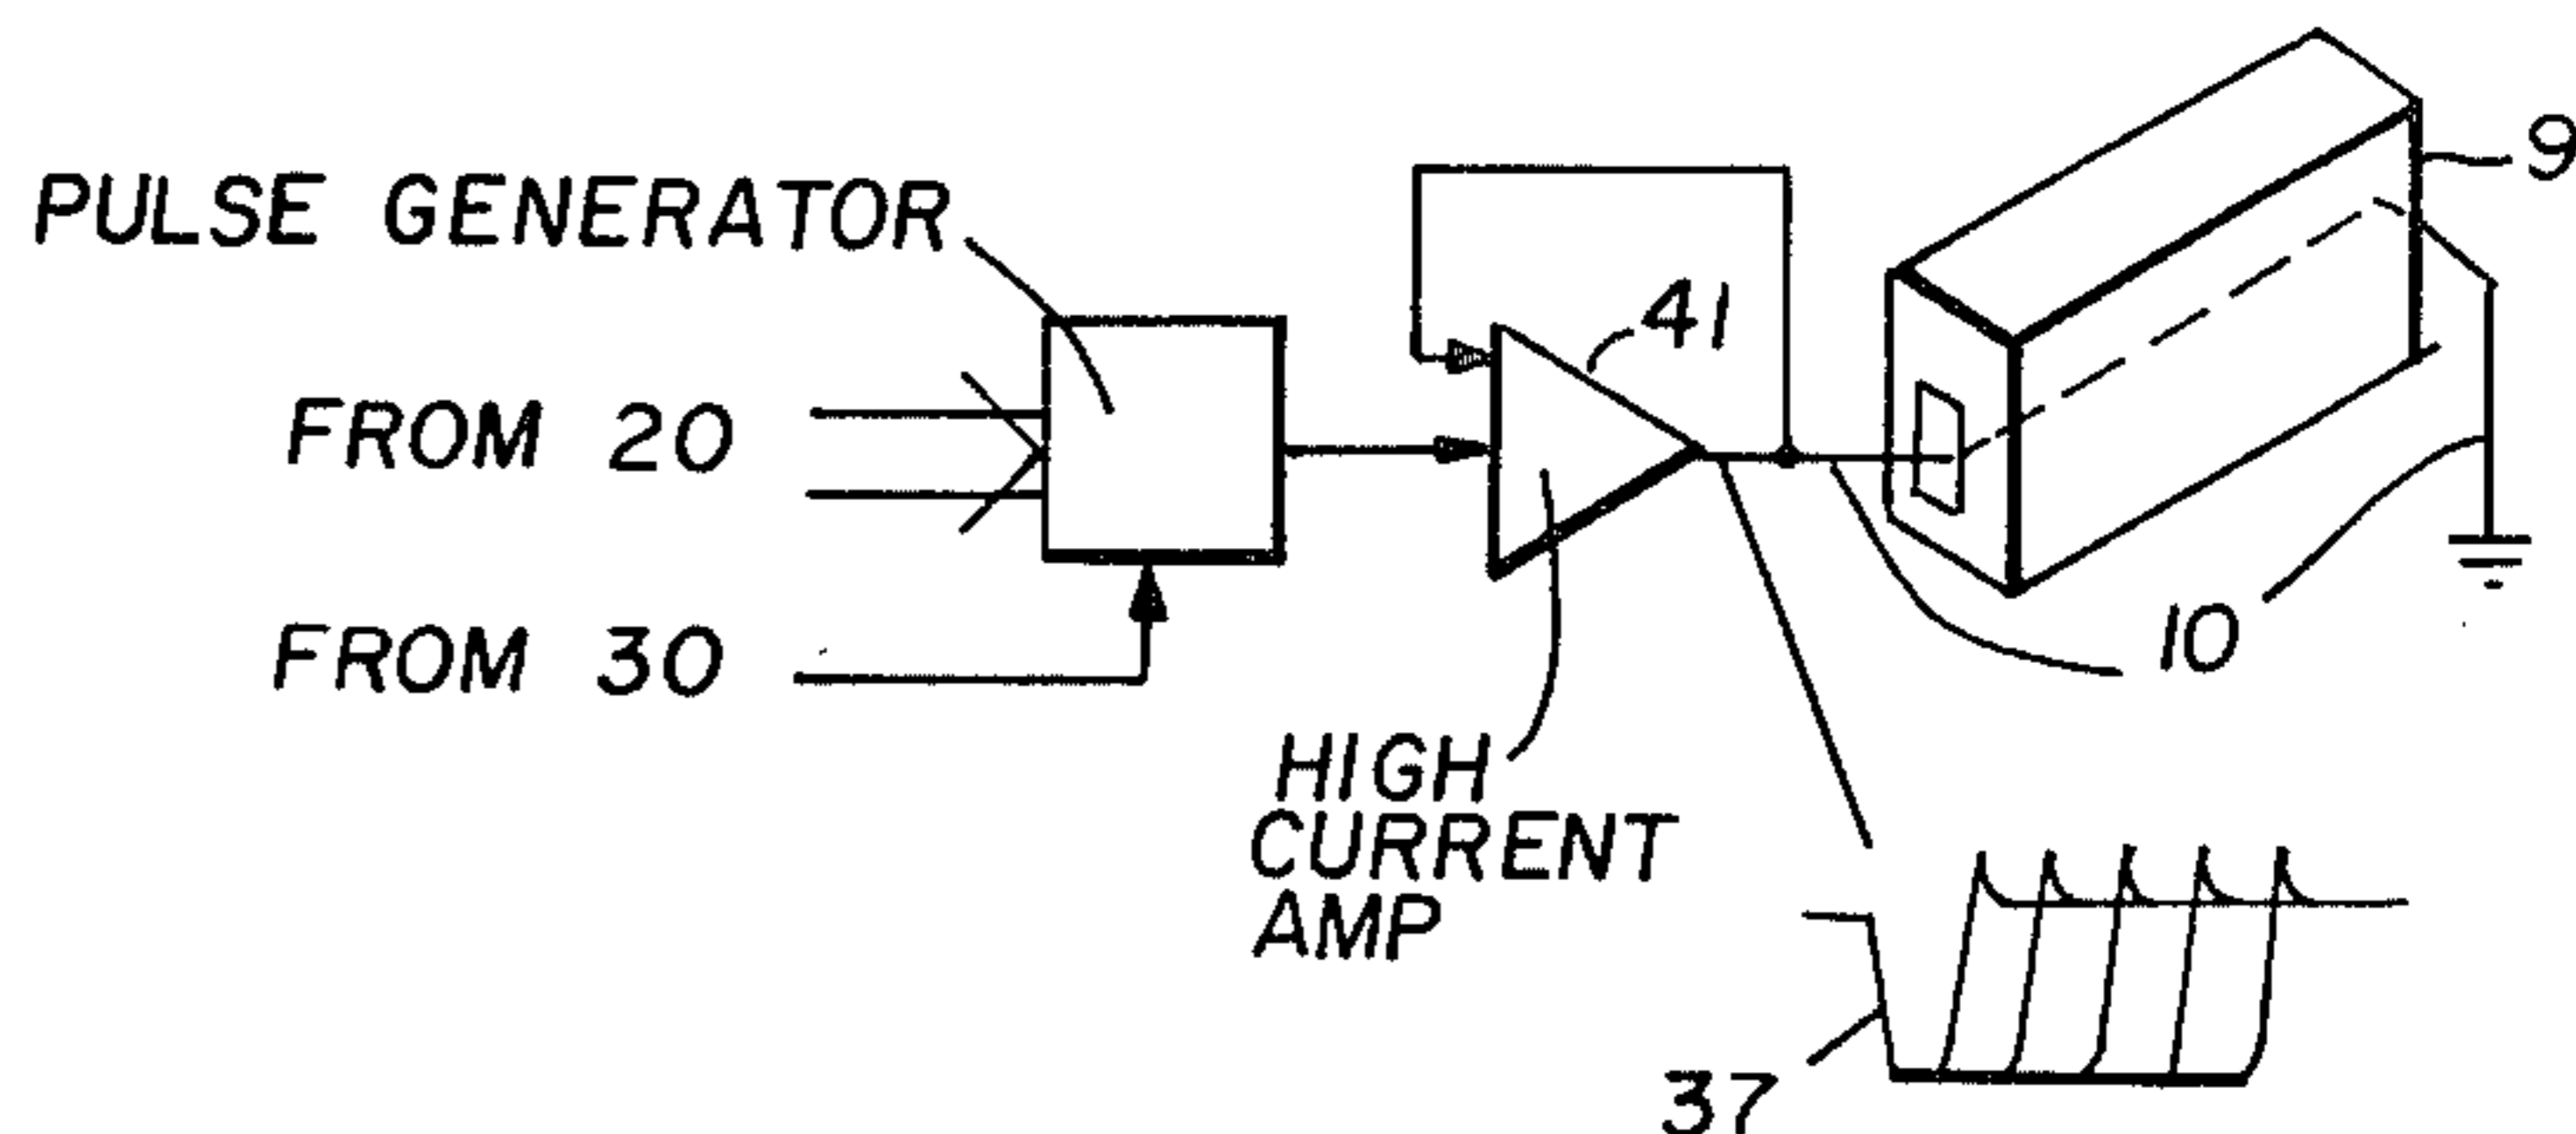 PULSE GENERATOR
9
41
FROM 20
FROM 30
10
HIGH
CURRENT
AMP
37